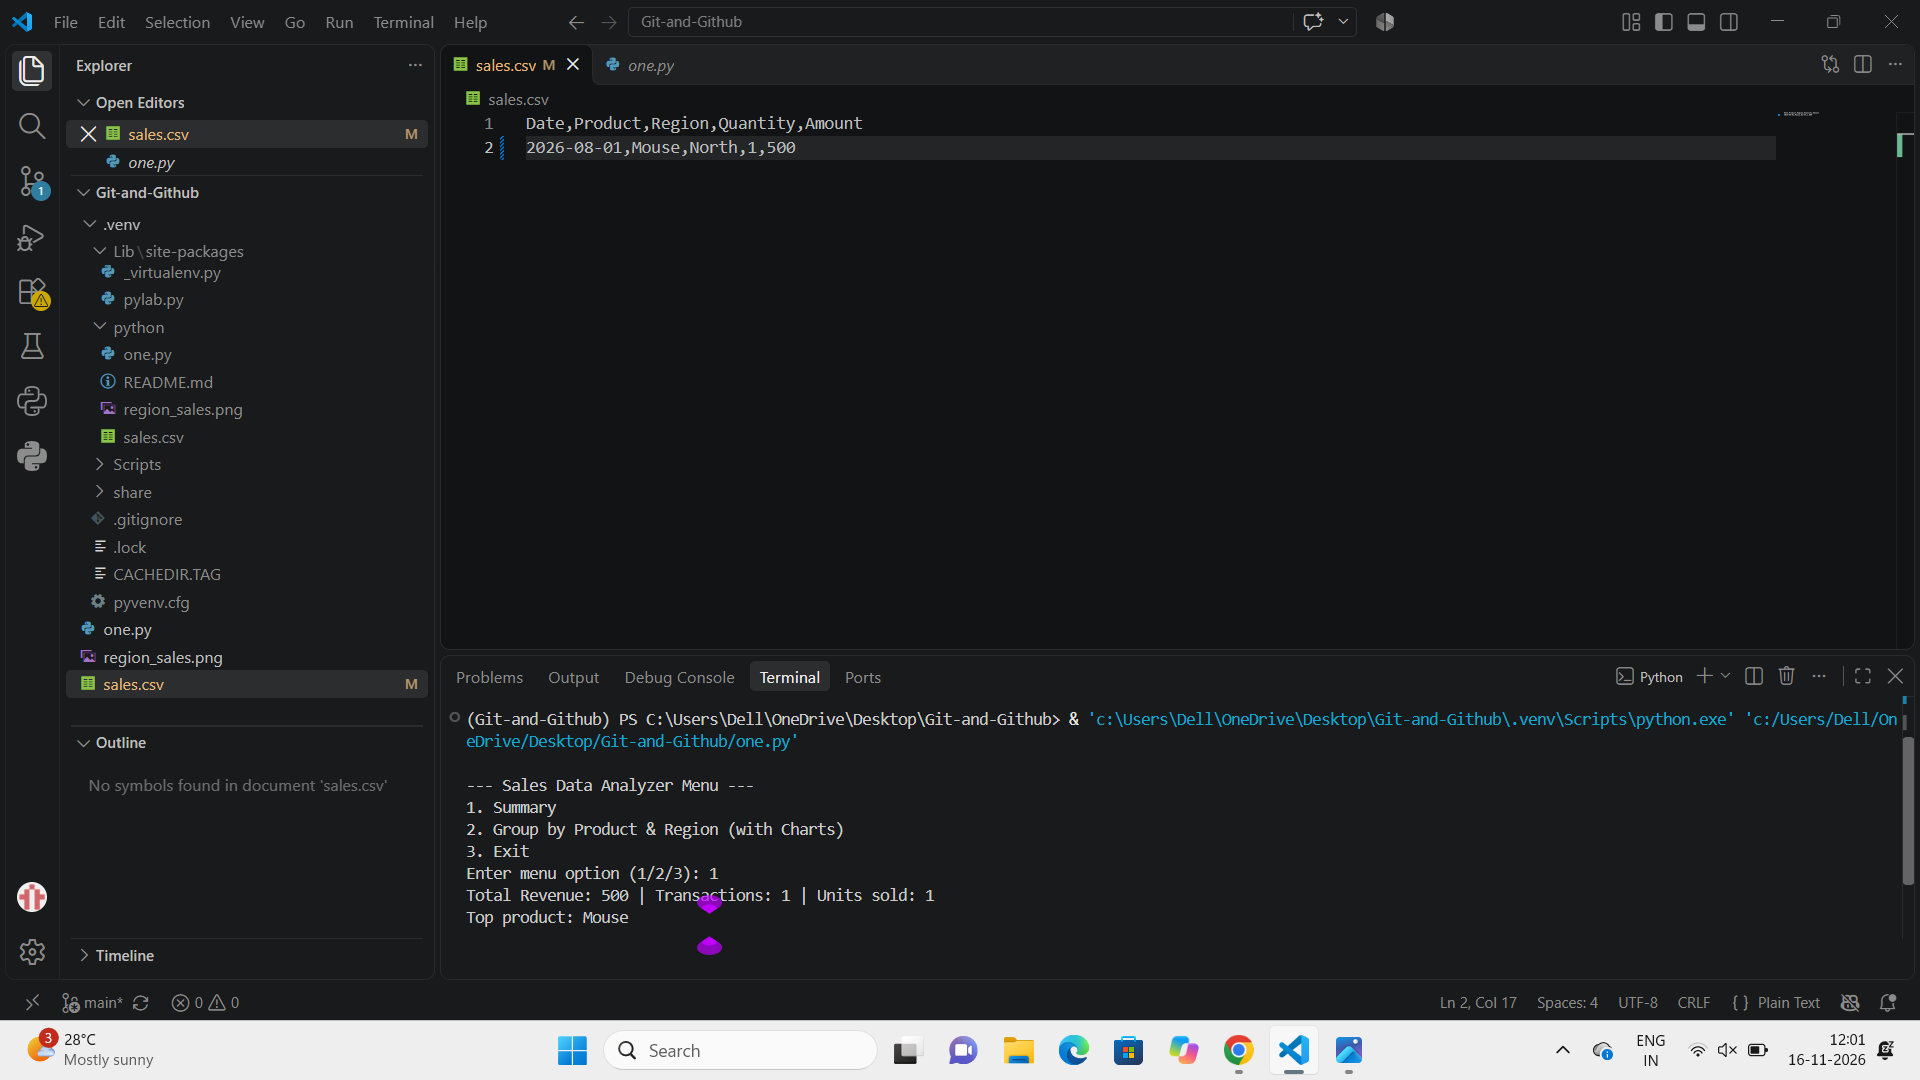 File Edit Selection View Go Run Terminal Help
Git-and-Github
Explorer
Open Editors
sales.csv M
one.py
Git-and-Github
.venv
Lib\site-packages
_virtualenv.py
pylab.py
python
one.py
README.md
region_sales.png
sales.csv
Scripts
share
.gitignore
.lock
CACHEDIR.TAG
pyvenv.cfg
one.py
region_sales.png
sales.csv M
Outline
No symbols found in document 'sales.csv'
Timeline
1
sales.csv M
one.py
sales.csv
1 Date,Product,Region,Quantity,Amount
2 2026-08-01,Mouse,North,1,500
Problems Output Debug Console Terminal Ports
Python
(Git-and-Github) PS C:\Users\Dell\OneDrive\Desktop\Git-and-Github> & 'c:\Users\Dell\OneDrive\Desktop\Git-and-Github\.venv\Scripts\python.exe' 'c:/Users/Dell/On
eDrive/Desktop/Git-and-Github/one.py'
--- Sales Data Analyzer Menu ---
1. Summary
2. Group by Product & Region (with Charts)
3. Exit
Enter menu option (1/2/3): 1
Total Revenue: 500 | Transactions: 1 | Units sold: 1
Top product: Mouse
main* 0 0
Ln 2, Col 17 Spaces: 4 UTF-8 CRLF { } Plain Text
3
28°C
Mostly sunny
Search
ENG
IN
12:01
16-11-2026